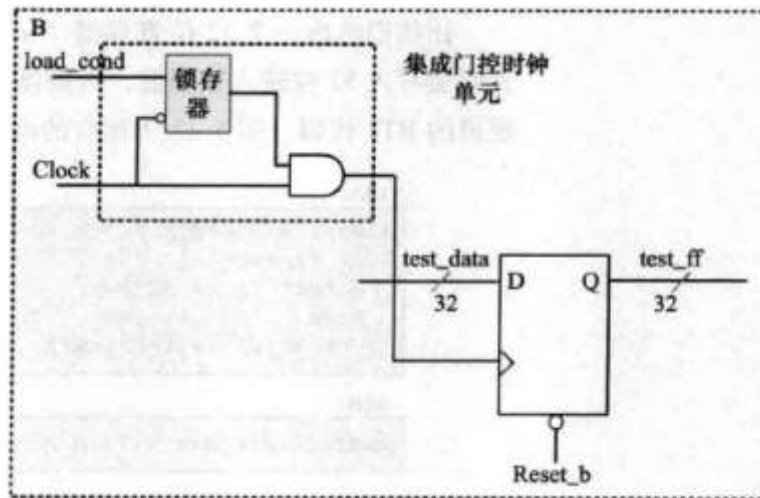 B
load_cond
锁存
器
集成门控时钟
单元
Clock
test_data
test_ff
D
Q
32
32
Reset_b